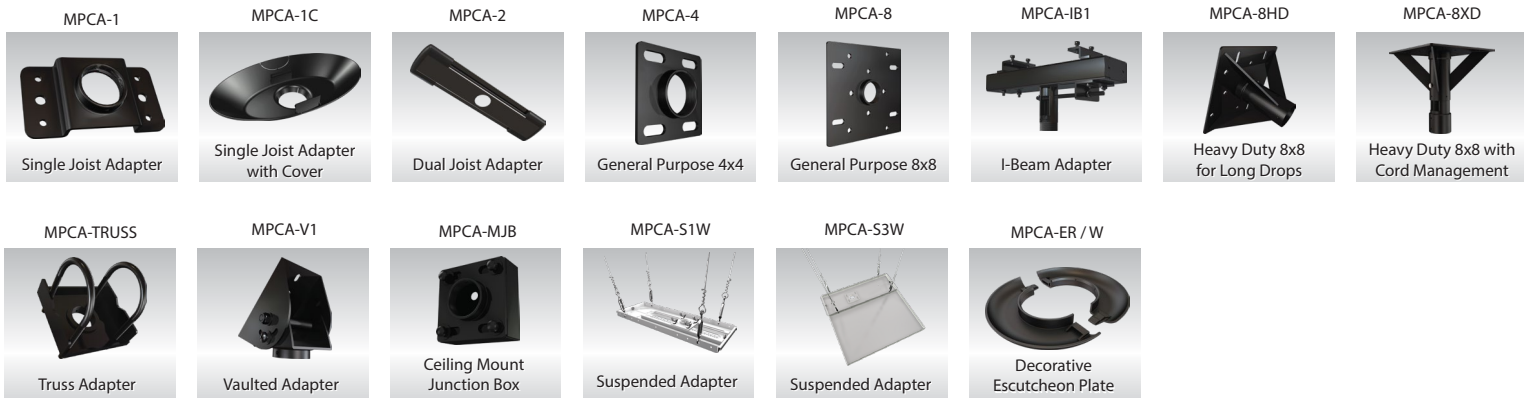 MPCA-1
Single Joist Adapter
MPCA-1C
Single Joist Adapter
with Cover
MPCA-2
Dual Joist Adapter
MPCA-4
General Purpose 4x4
MPCA-8
General Purpose 8x8
MPCA-IB1
I-Beam Adapter
MPCA-8HD
Heavy Duty 8x8
for Long Drops
MPCA-8XD
Heavy Duty 8x8 with
Cord Management
MPCA-TRUSS
Truss Adapter
MPCA-V1
Vaulted Adapter
MPCA-MJB
Ceiling Mount
Junction Box
MPCA-S1W
Suspended Adapter
MPCA-S3W
Suspended Adapter
MPCA-ER / W
Decorative
Escutcheon Plate